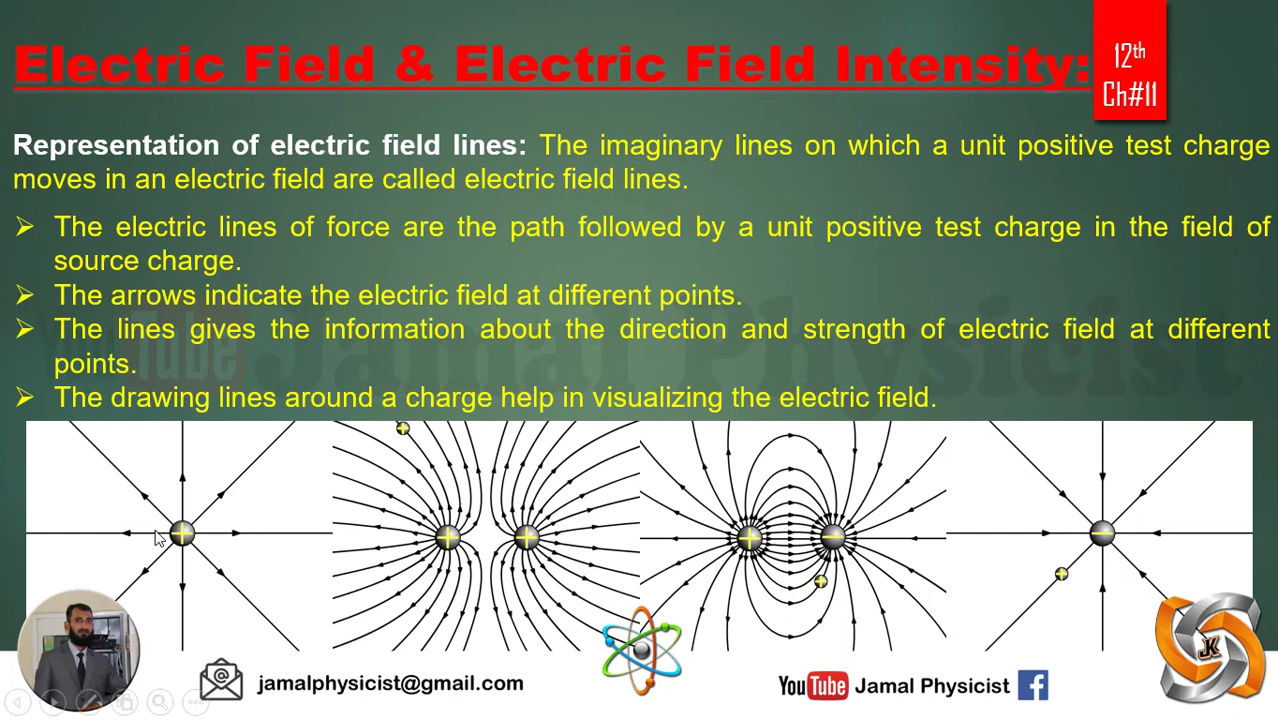 Electric Field & Electric Field Intensity:
12th
Ch#11
Representation of electric field lines: The imaginary lines on which a unit positive test charge
moves in an electric field are called electric field lines.
➢ The electric lines of force are the path followed by a unit positive test charge in the field of
source charge.
➢ The arrows indicate the electric field at different points.
➢ The lines gives the information about the direction and strength of electric field at different
points.
➢ The drawing lines around a charge help in visualizing the electric field.
YouTube Jamal Physicist
+
+
+ +
+ −
+
−
+
JK
jamalphysicist@gmail.com
YouTube Jamal Physicist f